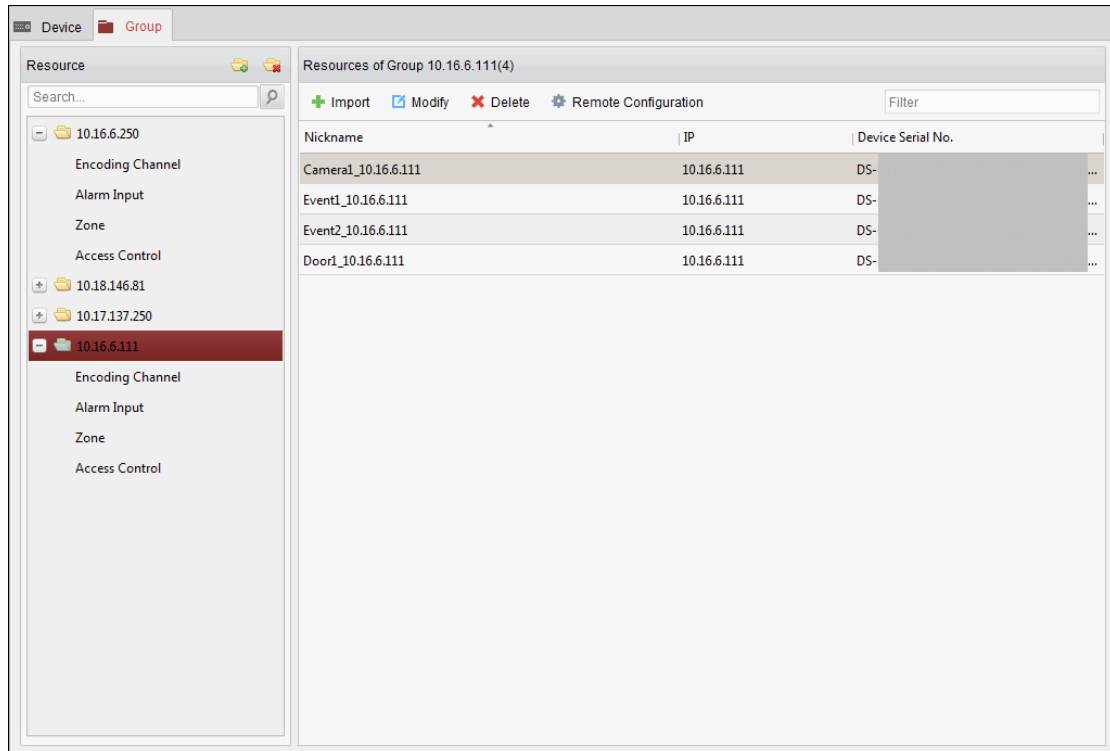 Device Group
Resource
Search...
10.16.6.250
Encoding Channel
Alarm Input
Zone
Access Control
10.18.146.81
10.17.137.250
10.16.6.111
Encoding Channel
Alarm Input
Zone
Access Control
Resources of Group 10.16.6.111(4)
Import Modify Delete Remote Configuration Filter
Nickname IP Device Serial No.
Camera1_10.16.6.111 10.16.6.111 DS- ...
Event1_10.16.6.111 10.16.6.111 DS- ...
Event2_10.16.6.111 10.16.6.111 DS- ...
Door1_10.16.6.111 10.16.6.111 DS- ...